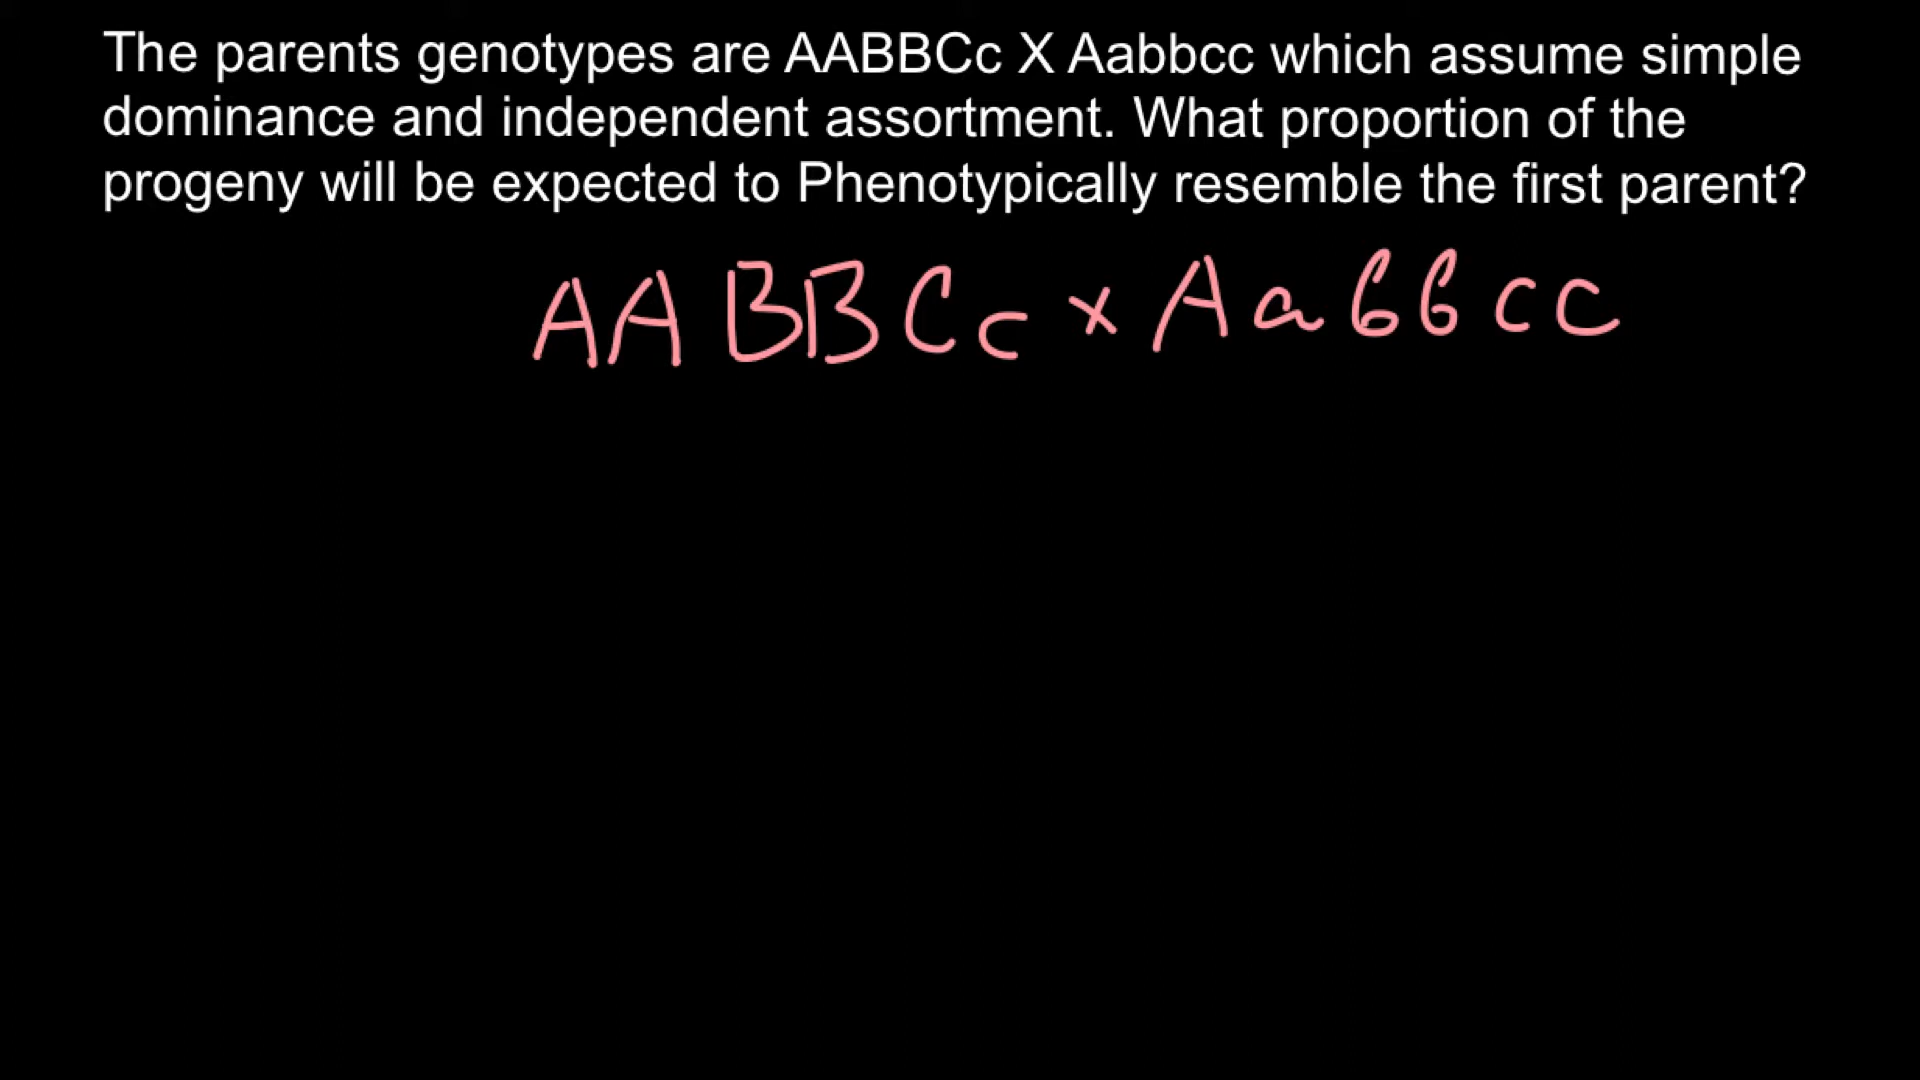 The parents genotypes are AABBCc X Aabbcc which assume simple
dominance and independent assortment. What proportion of the
progeny will be expected to Phenotypically resemble the first parent?
AABBCc x Aabbcc